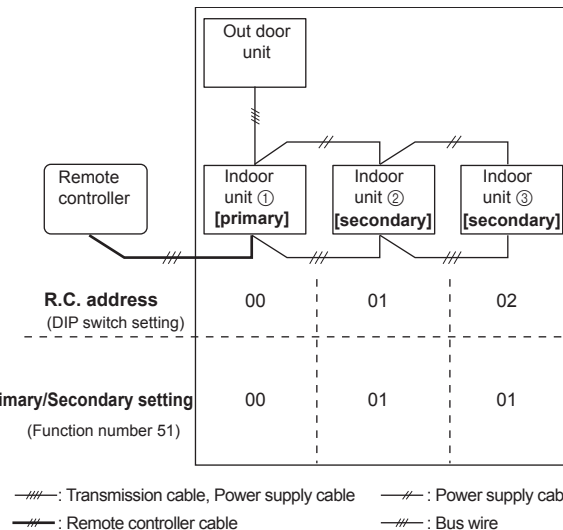 Out door
unit
Remote
controller
Indoor
unit ①
[primary]
Indoor
unit ②
[secondary]
Indoor
unit ③
[secondary]
R.C. address 00 01 02
(DIP switch setting)
Secondary setting 00 01 01
(Function number 51)
: Transmission cable, Power supply cable : Power supply
: Remote controller cable : Bus wire